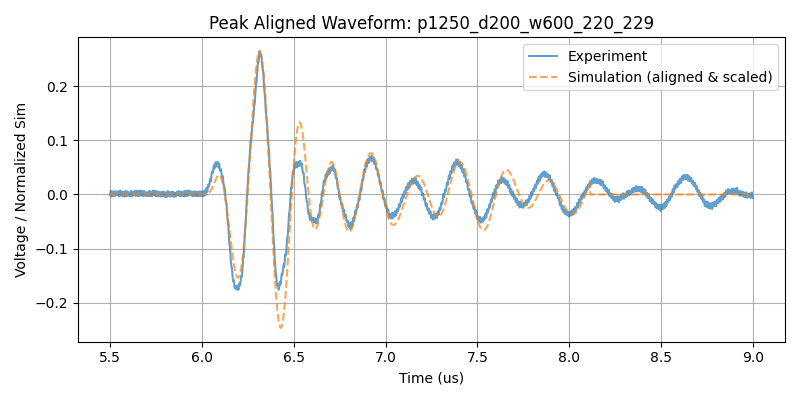 Peak Aligned Waveform: p1250_d200_w600_220_229
Experiment
Simulation (aligned & scaled)
Voltage / Normalized Sim
0.2
0.1
0.0
−0.1
−0.2
5.5 6.0 6.5 7.0 7.5 8.0 8.5 9.0
Time (us)